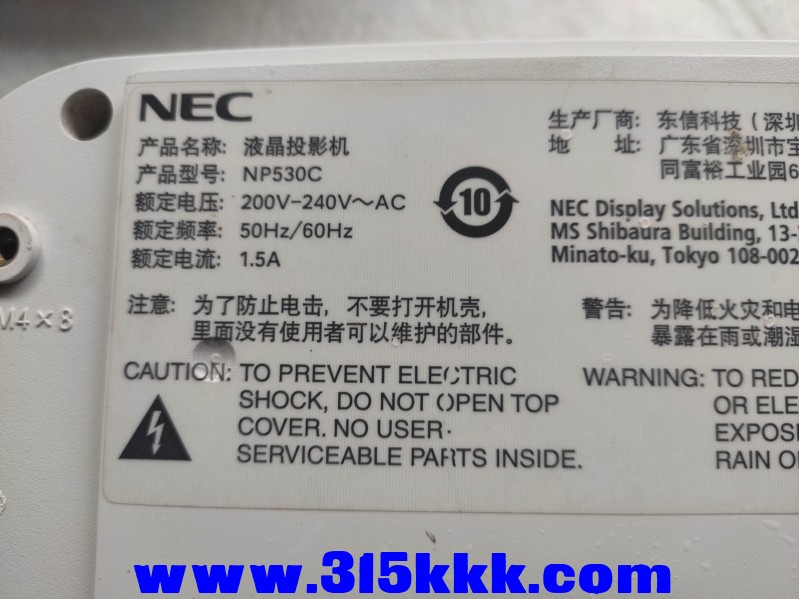 NEC
产品名称: 液晶投影机
产品型号: NP530C
额定电压: 200V-240V～AC
额定频率: 50Hz/60Hz
额定电流: 1.5A
10
生产厂商: 东信科技（深圳
地 址: 广东省深圳市宝
同富裕工业园6
NEC Display Solutions, Ltd
MS Shibaura Building, 13-
Minato-ku, Tokyo 108-002
M4×8
注意: 为了防止电击，不要打开机壳，
里面没有使用者可以维护的部件。
警告: 为降低火灾和电
暴露在雨或潮湿
CAUTION: TO PREVENT ELECTRIC
SHOCK, DO NOT OPEN TOP
COVER. NO USER-
SERVICEABLE PARTS INSIDE.
WARNING: TO RED
OR ELE
EXPOS
RAIN O
www.315kkk.com